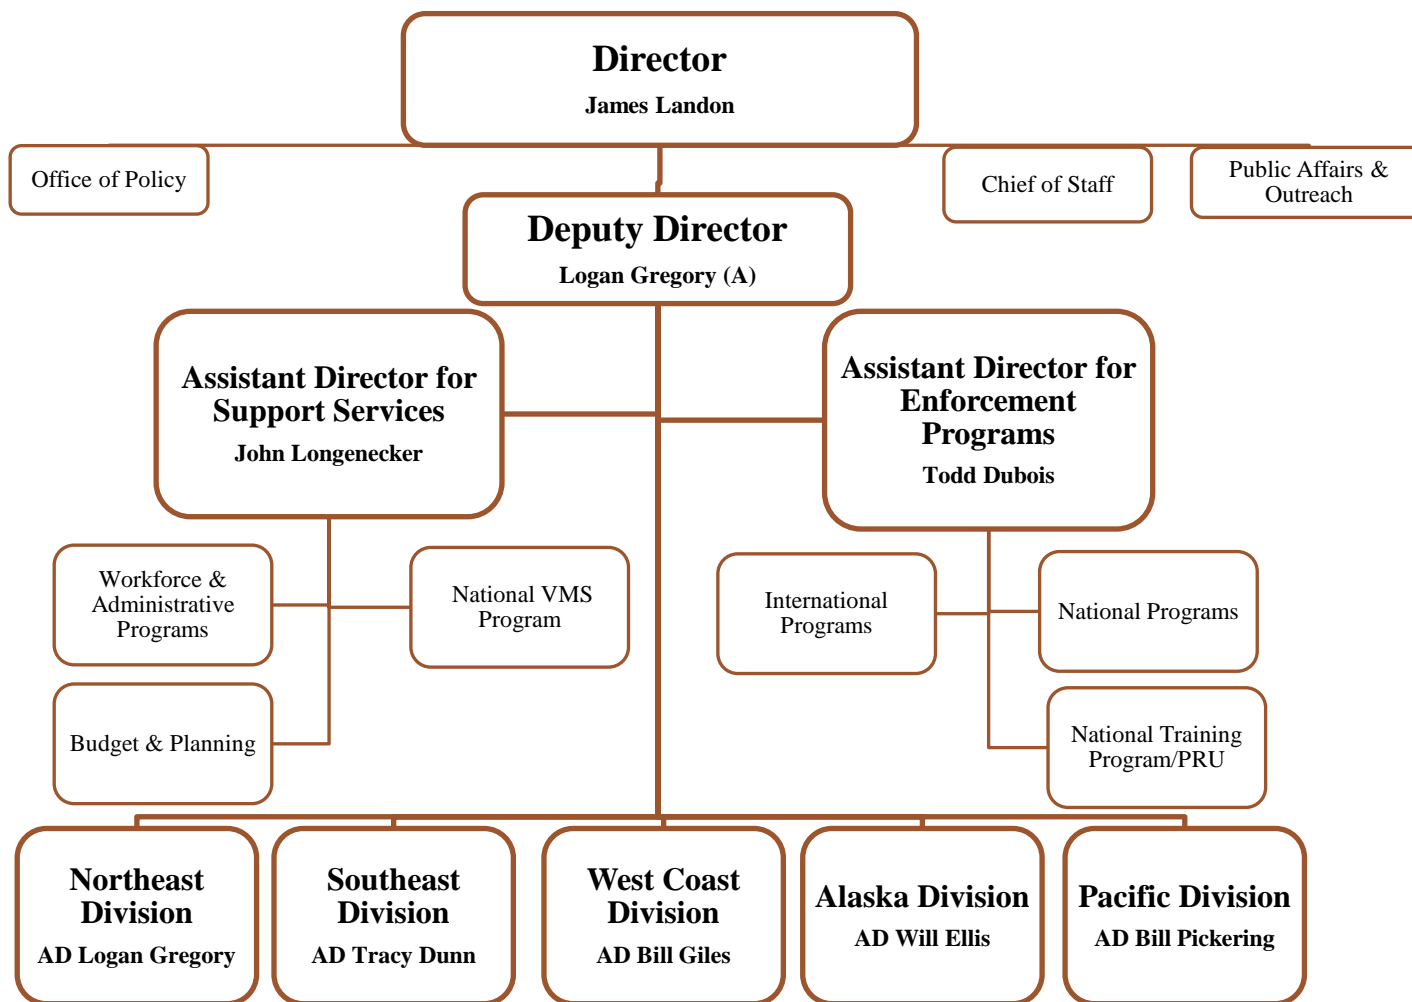 Director
James Landon
Office of Policy
Chief of Staff
Public Affairs &
Outreach
Deputy Director
Logan Gregory (A)
Assistant Director for
Support Services
John Longenecker
Assistant Director for
Enforcement
Programs
Todd Dubois
Workforce &
Administrative
Programs
National VMS
Program
International
Programs
National Programs
Budget & Planning
National Training
Program/PRU
Northeast
Division
AD Logan Gregory
Southeast
Division
AD Tracy Dunn
West Coast
Division
AD Bill Giles
Alaska Division
AD Will Ellis
Pacific Division
AD Bill Pickering